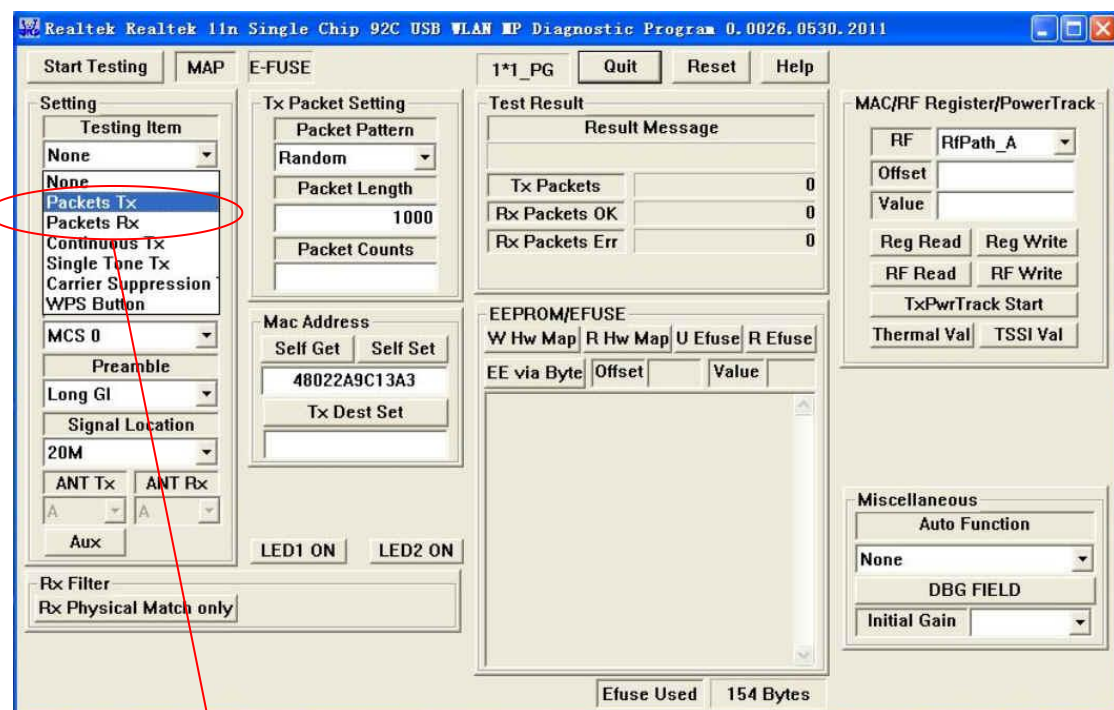 Realtek Realtek 11n Single Chip 92C USB WLAN MP Diagnostic Program 0.0026.0530.2011
Start Testing MAP E-FUSE 1*1_PG Quit Reset Help
Setting
Testing Item
None
None
Packets Tx
Packets Rx
Continuous Tx
Single Tone Tx
Carrier Suppression
WPS Button
MCS 0
Preamble
Long GI
Signal Location
20M
ANT Tx ANT Rx
A A
Aux
Rx Filter
Rx Physical Match only
Tx Packet Setting
Packet Pattern
Random
Packet Length
1000
Packet Counts
Mac Address
Self Get Self Set
48022A9C13A3
Tx Dest Set
LED1 ON LED2 ON
Test Result
Result Message
Tx Packets 0
Rx Packets OK 0
Rx Packets Err 0
EEPROM/EFUSE
W Hw Map R Hw Map U Efuse R Efuse
EE via Byte Offset Value
Efuse Used 154 Bytes
MAC/RF Register/PowerTrack
RF RfPath_A
Offset
Value
Reg Read Reg Write
RF Read RF Write
TxPwrTrack Start
Thermal Val TSSI Val
Miscellaneous
Auto Function
None
DBG FIELD
Initial Gain